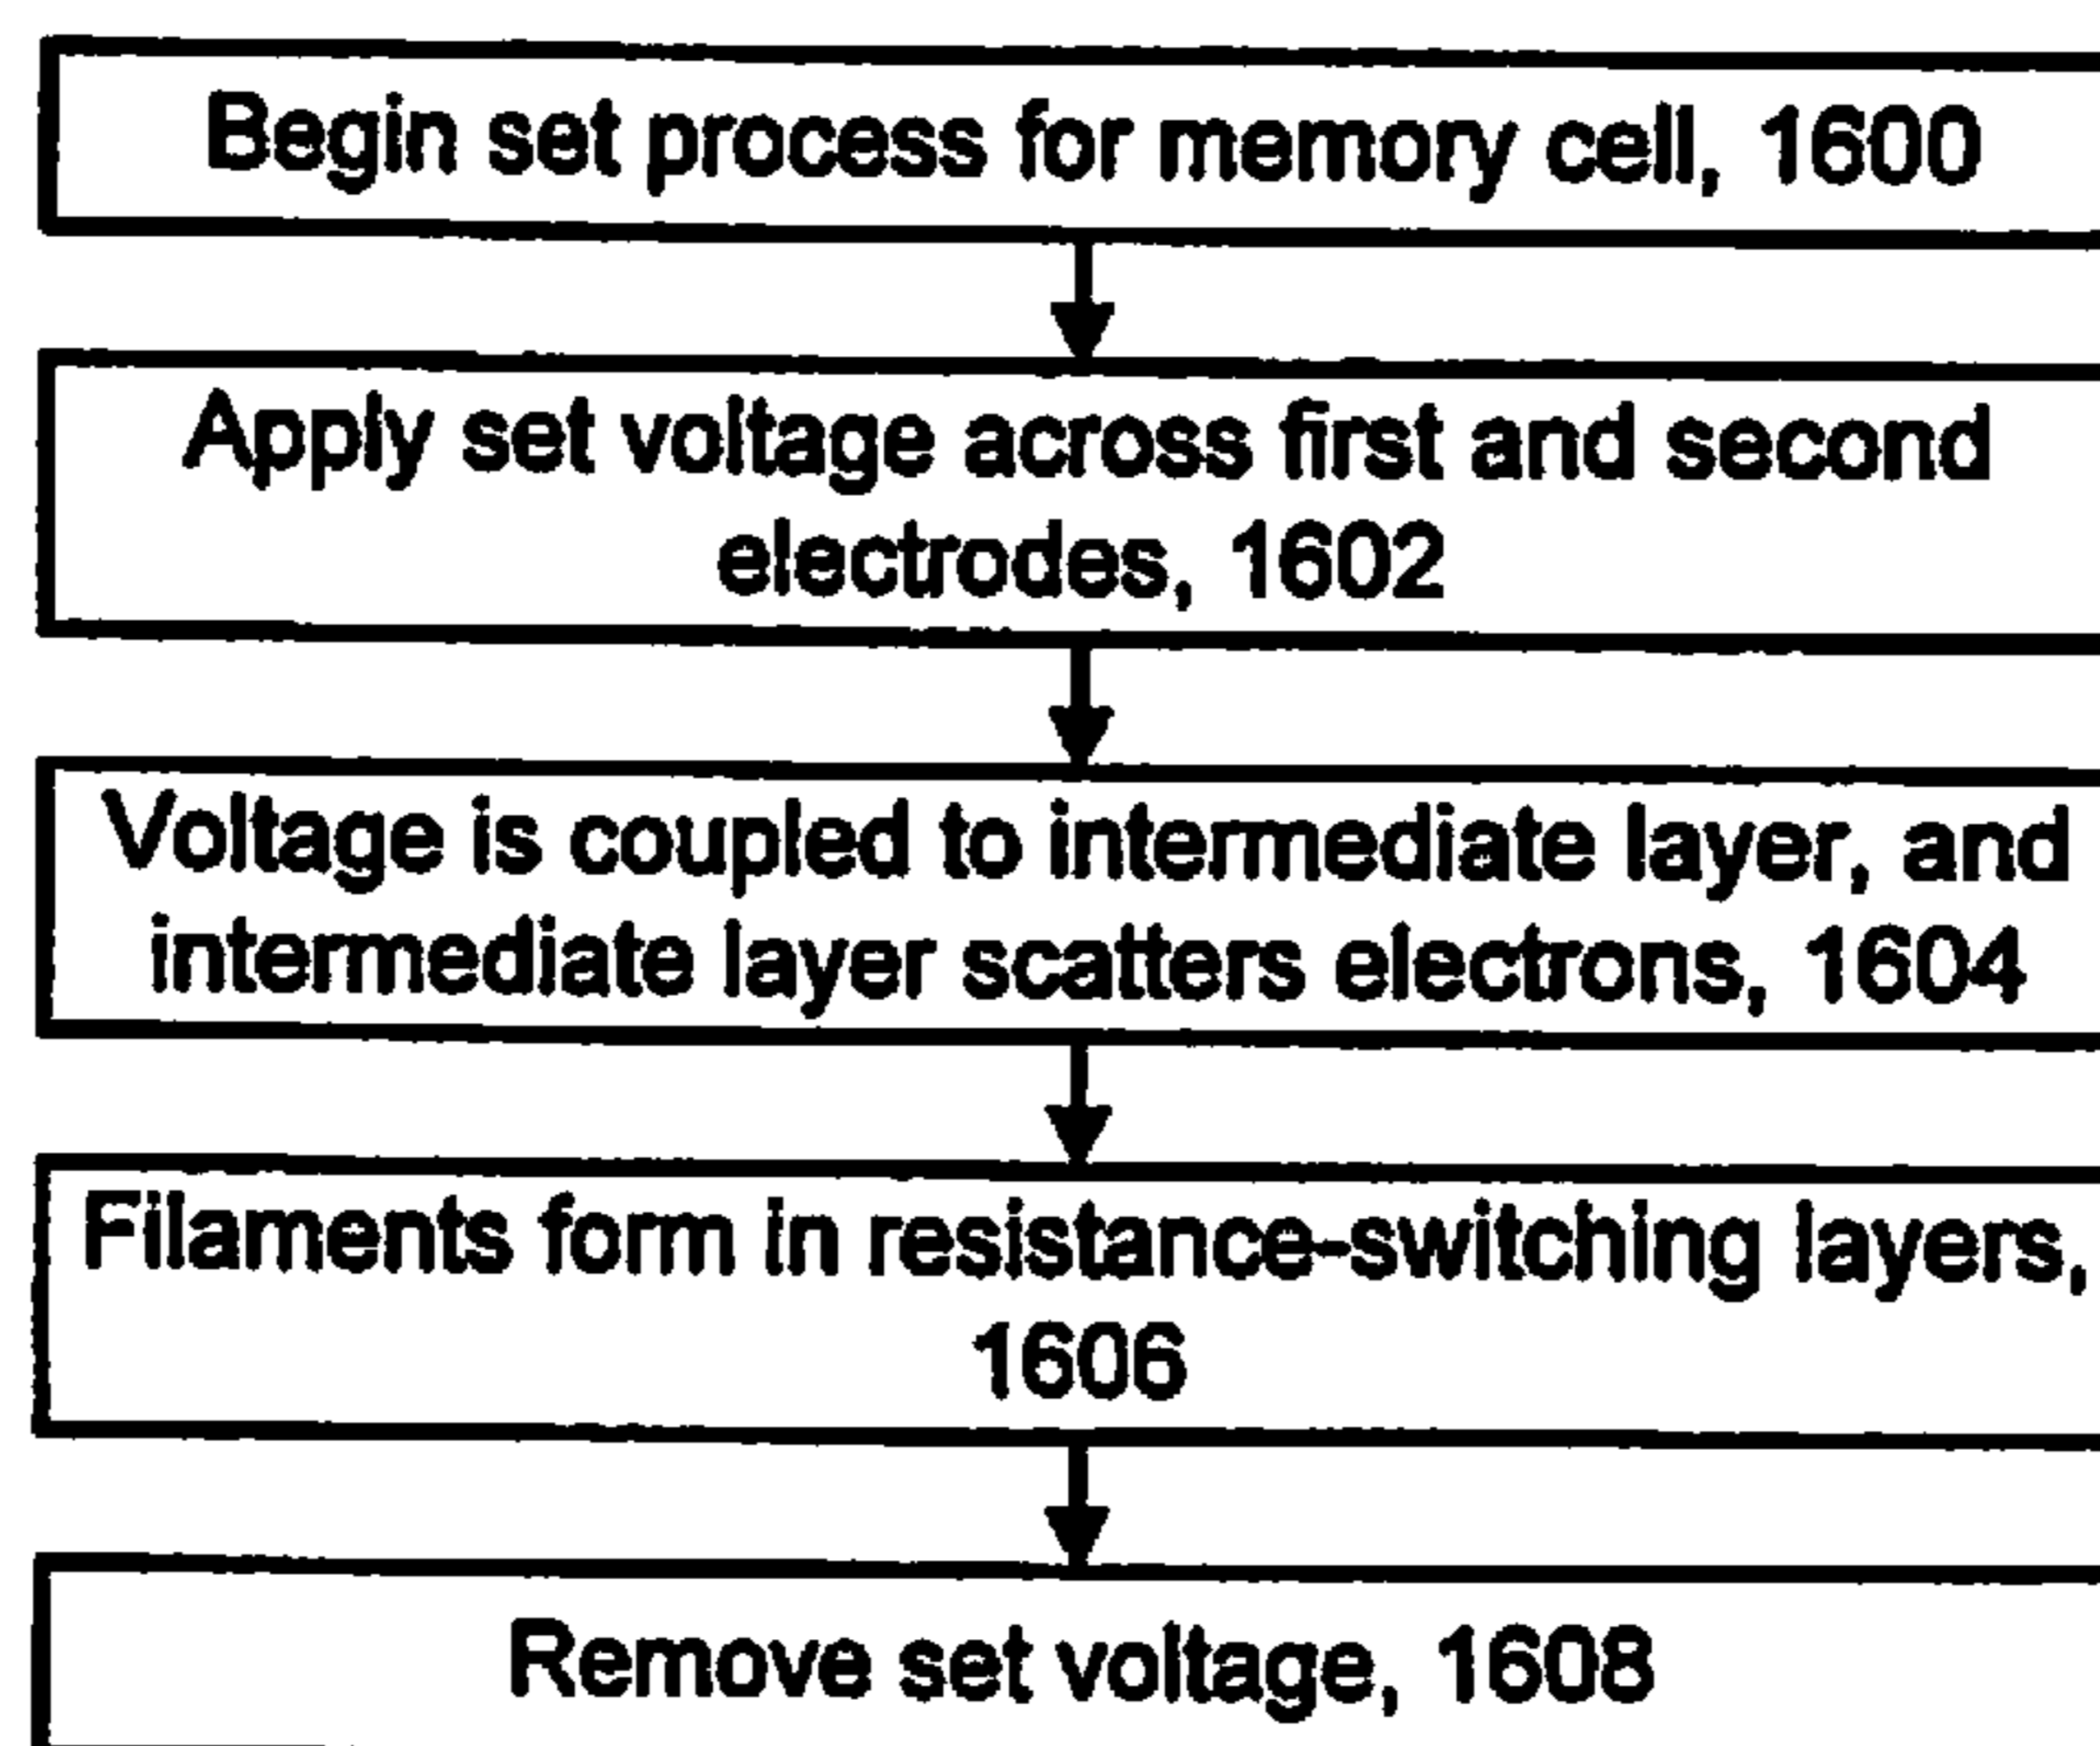 Begin set process for memory cell, 1600
Apply set voltage across first and second
electrodes, 1602
Voltage is coupled to intermediate layer, and
intermediate layer scatters electrons, 1604
Filaments form in resistance-switching layers,
1606
Remove set voltage, 1608